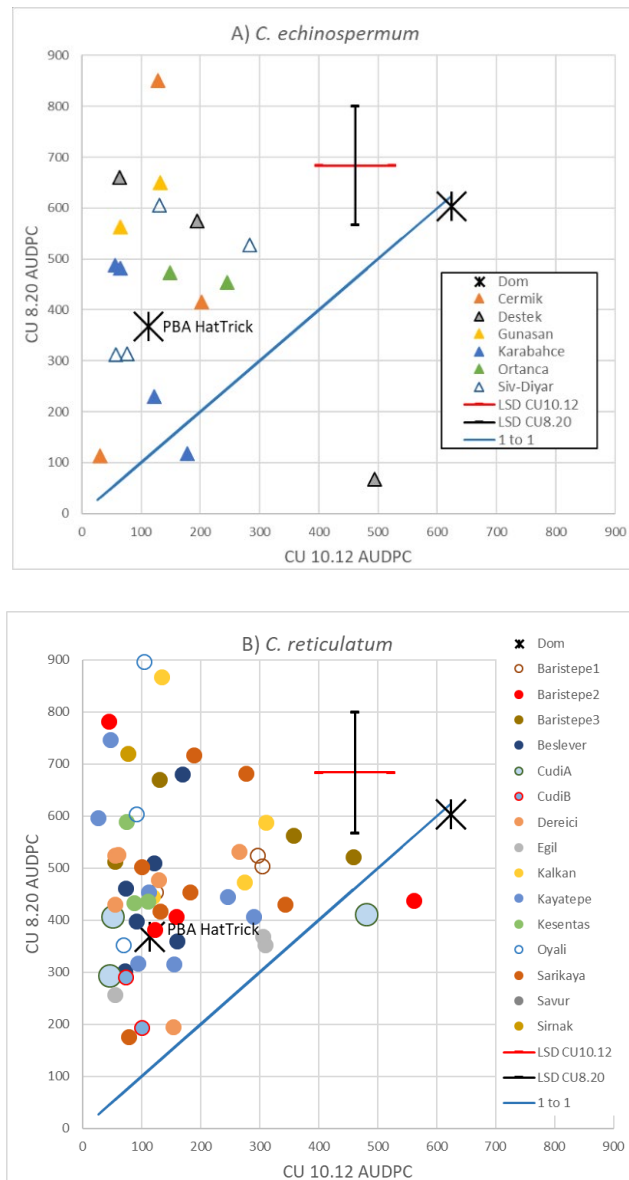 A) C. echinospermum
900
800
700
600
500
400
300
200
100
0
CU 8.20 AUDPC
PBA HatTrick
Dom
Cermik
Destek
Gunasan
Karabahce
Ortanca
Siv-Diyar
LSD CU10.12
LSD CU8.20
1 to 1
0 100 200 300 400 500 600 700 800 900
CU 10.12 AUDPC
B) C. reticulatum
900
800
700
600
500
400
300
200
100
0
CU 8.20 AUDPC
PBA HatTrick
Dom
Baristepe1
Baristepe2
Baristepe3
Beslever
CudiA
CudiB
Dereici
Egil
Kalkan
Kayatepe
Kesentas
Oyali
Sarikaya
Savur
Sirnak
LSD CU10.12
LSD CU8.20
1 to 1
0 100 200 300 400 500 600 700 800 900
CU 10.12 AUDPC